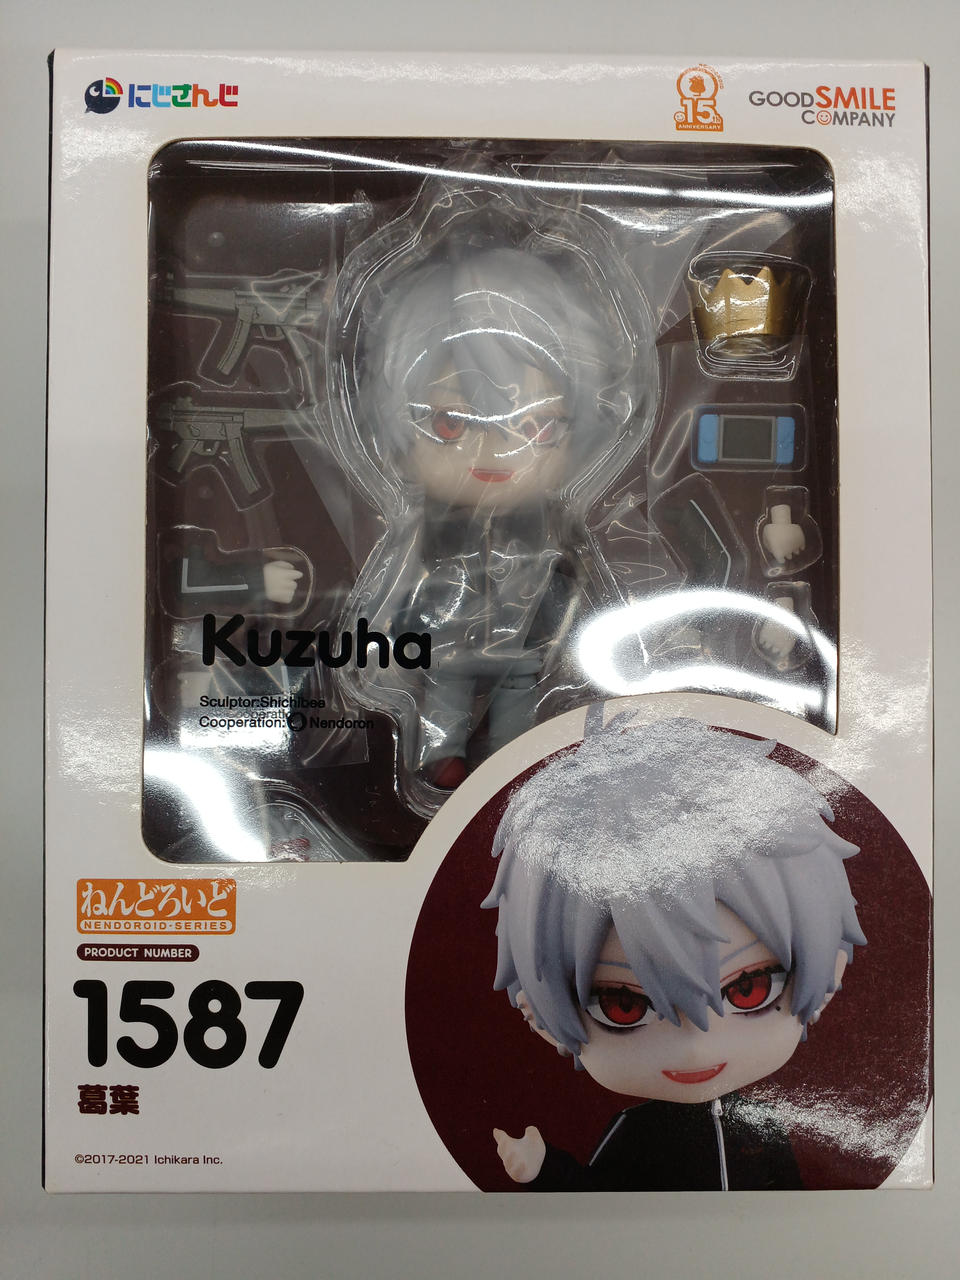 にじさんじ
15th
ANNIVERSARY
GOODSMILE
COMPANY
Kuzuha
Sculptor:Shichibee
Cooperation: Nendoron
ねんどろいど
NENDOROID·SERIES
PRODUCT NUMBER
1587
葛葉
©2017-2021 Ichikara Inc.